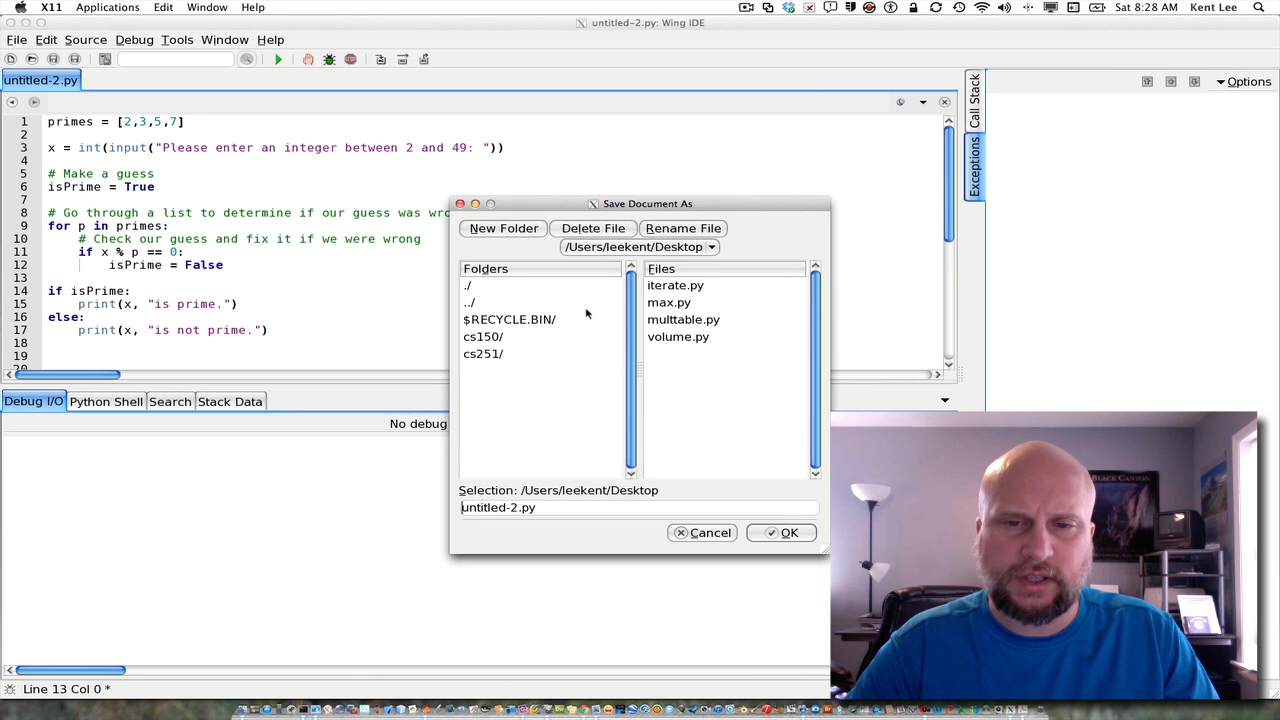 X11 Applications Edit Window Help Sat 8:28 AM Kent Lee
untitled-2.py: Wing IDE
File Edit Source Debug Tools Window Help
untitled-2.py
Options
Call Stack
Exceptions
1 primes = [2,3,5,7]
2
3 x = int(input("Please enter an integer between 2 and 49: "))
4
5 # Make a guess
6 isPrime = True
7
8 # Go through a list to determine if our guess was wro
9 for p in primes:
10 # Check our guess and fix it if we were wrong
11 if x % p == 0:
12 isPrime = False
13
14 if isPrime:
15 print(x, "is prime.")
16 else:
17 print(x, "is not prime.")
18
19
20
Save Document As
New Folder Delete File Rename File
/Users/leekent/Desktop
Folders Files
./ iterate.py
../ max.py
$RECYCLE.BIN/ multtable.py
cs150/ volume.py
cs251/
Selection: /Users/leekent/Desktop
untitled-2.py
Cancel OK
Debug I/O Python Shell Search Stack Data
No debug
BLACK CANYON
Line 13 Col 0 *